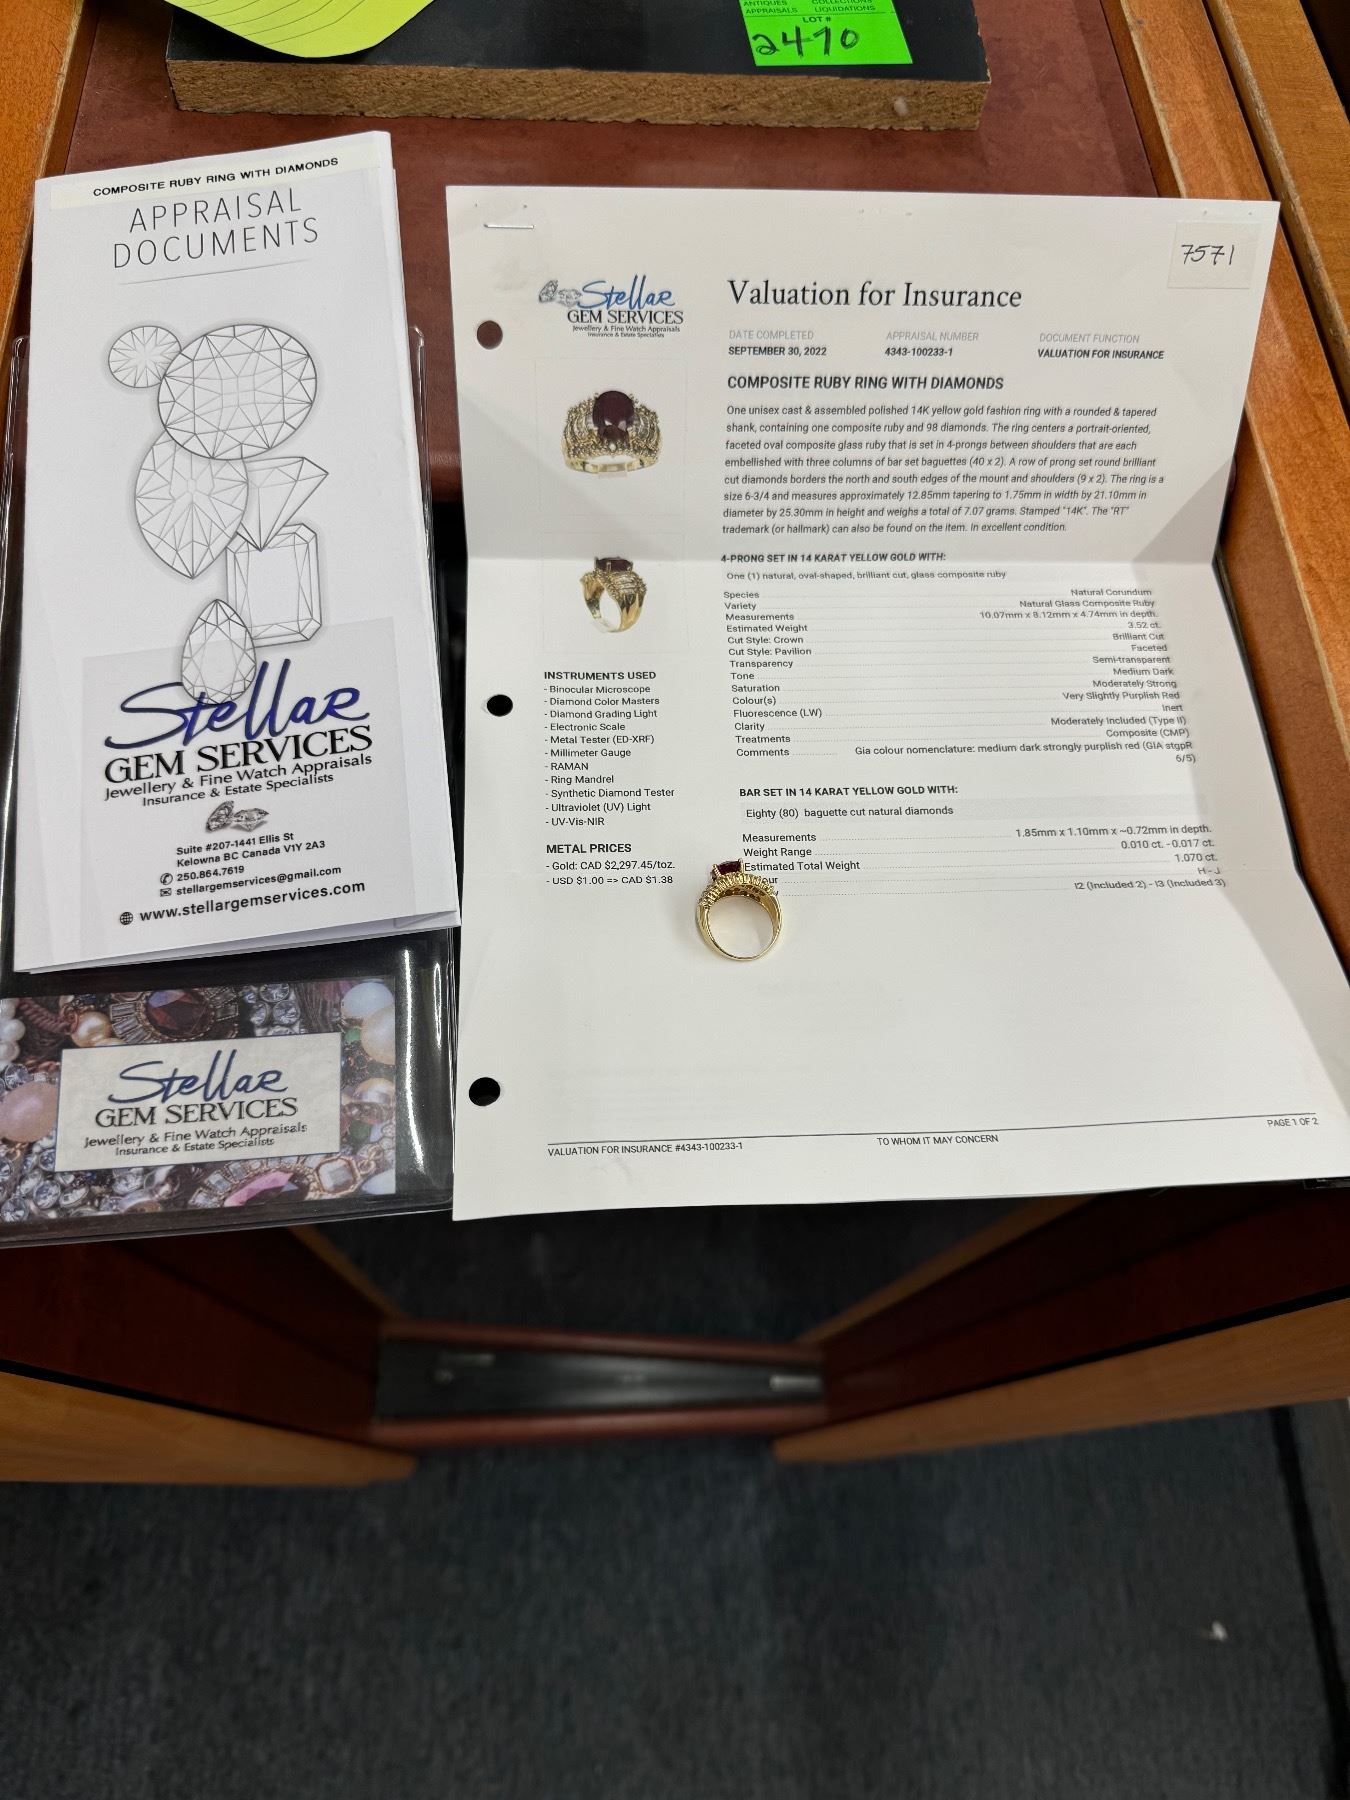 ANTIQUES COLLECTIONS
APPRAISALS LIQUIDATIONS
LOT #
2470
COMPOSITE RUBY RING WITH DIAMONDS
APPRAISAL
DOCUMENTS
Stellar
GEM SERVICES
Jewellery & Fine Watch Appraisals
Insurance & Estate Specialists
Suite #207-1441 Ellis St
Kelowna BC Canada V1Y 2A3
250.864.7619
stellargemservices@gmail.com
www.stellargemservices.com
Stellar
GEM SERVICES
Jewellery & Fine Watch Appraisals
Insurance & Estate Specialists
7571
Stellar
GEM SERVICES
Jewellery & Fine Watch Appraisals
Insurance & Estate Specialists
Valuation for Insurance
DATE COMPLETED APPRAISAL NUMBER DOCUMENT FUNCTION
SEPTEMBER 30, 2022 4343-100233-1 VALUATION FOR INSURANCE
COMPOSITE RUBY RING WITH DIAMONDS
One unisex cast & assembled polished 14K yellow gold fashion ring with a rounded & tapered
shank, containing one composite ruby and 98 diamonds. The ring centers a portrait-oriented,
faceted oval composite glass ruby that is set in 4-prongs between shoulders that are each
embellished with three columns of bar set baguettes (40 x 2). A row of prong set round brilliant
cut diamonds borders the north and south edges of the mount and shoulders (9 x 2). The ring is a
size 6-3/4 and measures approximately 12.85mm tapering to 1.75mm in width by 21.10mm in
diameter by 25.30mm in height and weighs a total of 7.07 grams. Stamped "14K". The "RT"
trademark (or hallmark) can also be found on the item. In excellent condition.
4-PRONG SET IN 14 KARAT YELLOW GOLD WITH:
One (1) natural, oval-shaped, brilliant cut, glass composite ruby
Species Natural Corundum
Variety Natural Glass Composite Ruby
Measurements 10.07mm x 8.12mm x 4.74mm in depth.
Estimated Weight 3.52 ct.
Cut Style: Crown Brilliant Cut
Cut Style: Pavilion Faceted
Transparency Semi-transparent
Tone Medium Dark
Saturation Moderately Strong
Colour(s) Very Slightly Purplish Red
Fluorescence (LW) Inert
Clarity Moderately Included (Type II)
Treatments Composite (CMP)
Comments Gia colour nomenclature: medium dark strongly purplish red (GIA stgpR
6/5)
INSTRUMENTS USED
- Binocular Microscope
- Diamond Color Masters
- Diamond Grading Light
- Electronic Scale
- Metal Tester (ED-XRF)
- Millimeter Gauge
- RAMAN
- Ring Mandrel
- Synthetic Diamond Tester
- Ultraviolet (UV) Light
- UV-Vis-NIR
METAL PRICES
- Gold: CAD $2,297.45/toz.
- USD $1.00 => CAD $1.38
BAR SET IN 14 KARAT YELLOW GOLD WITH:
Eighty (80) baguette cut natural diamonds
Measurements 1.85mm x 1.10mm x ~0.72mm in depth.
Weight Range 0.010 ct. - 0.017 ct.
Estimated Total Weight 1.070 ct.
our H - J
I2 (Included 2) - I3 (Included 3)
VALUATION FOR INSURANCE #4343-100233-1 TO WHOM IT MAY CONCERN PAGE 1 OF 2